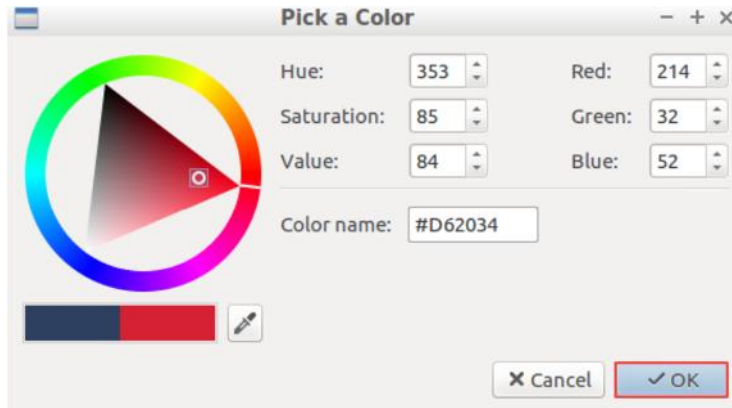 Pick a Color
Hue: 353 Red: 214
Saturation: 85 Green: 32
Value: 84 Blue: 52
Color name: #D62034
Cancel OK